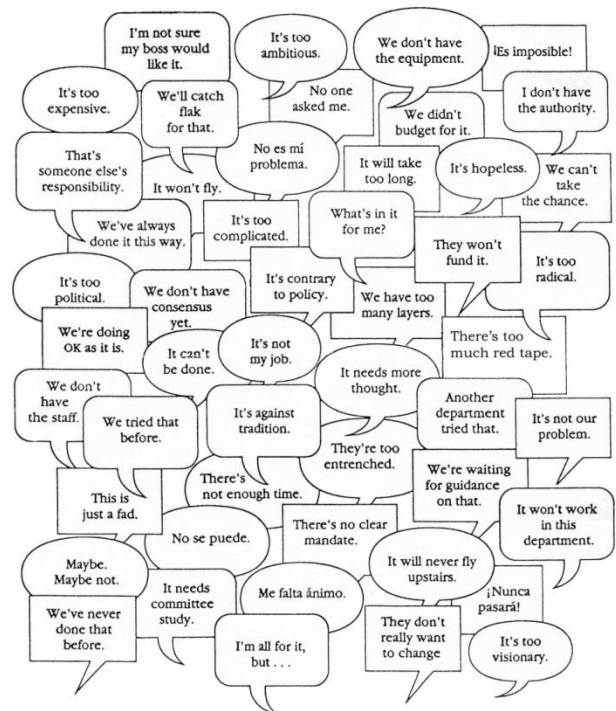 I'm not sure
my boss would
like it.
It's too
ambitious.
We don't have
the equipment.
¡Es imposible!
It's too
expensive.
We'll catch
flak
for that.
No one
asked me.
We didn't
budget for it.
I don't have
the authority.
That's
someone else's
responsibility.
It won't fly.
No es mí
problema.
It will take
too long.
It's hopeless.
We can't
take
the chance.
We've always
done it this way.
It's too
complicated.
What's in it
for me?
They won't
fund it.
It's too
radical.
It's too
political.
We don't have
consensus
yet.
It's contrary
to policy.
We have too
many layers.
We're doing
OK as it is.
It can't
be done.
It's not
my job.
It needs more
thought.
There's too
much red tape.
We don't
have
the staff.
We tried that
before.
It's against
tradition.
They're too
entrenched.
Another
department
tried that.
It's not our
problem.
This is
just a fad.
There's
not enough time.
We're waiting
for guidance
on that.
It won't work
in this
department.
No se puede.
There's no clear
mandate.
It will never fly
upstairs.
Maybe.
Maybe not.
It needs
committee
study.
Me falta ánimo.
¡Nunca
pasará!
We've never
done that
before.
I'm all for it,
but . . .
They don't
really want
to change
It's too
visionary.